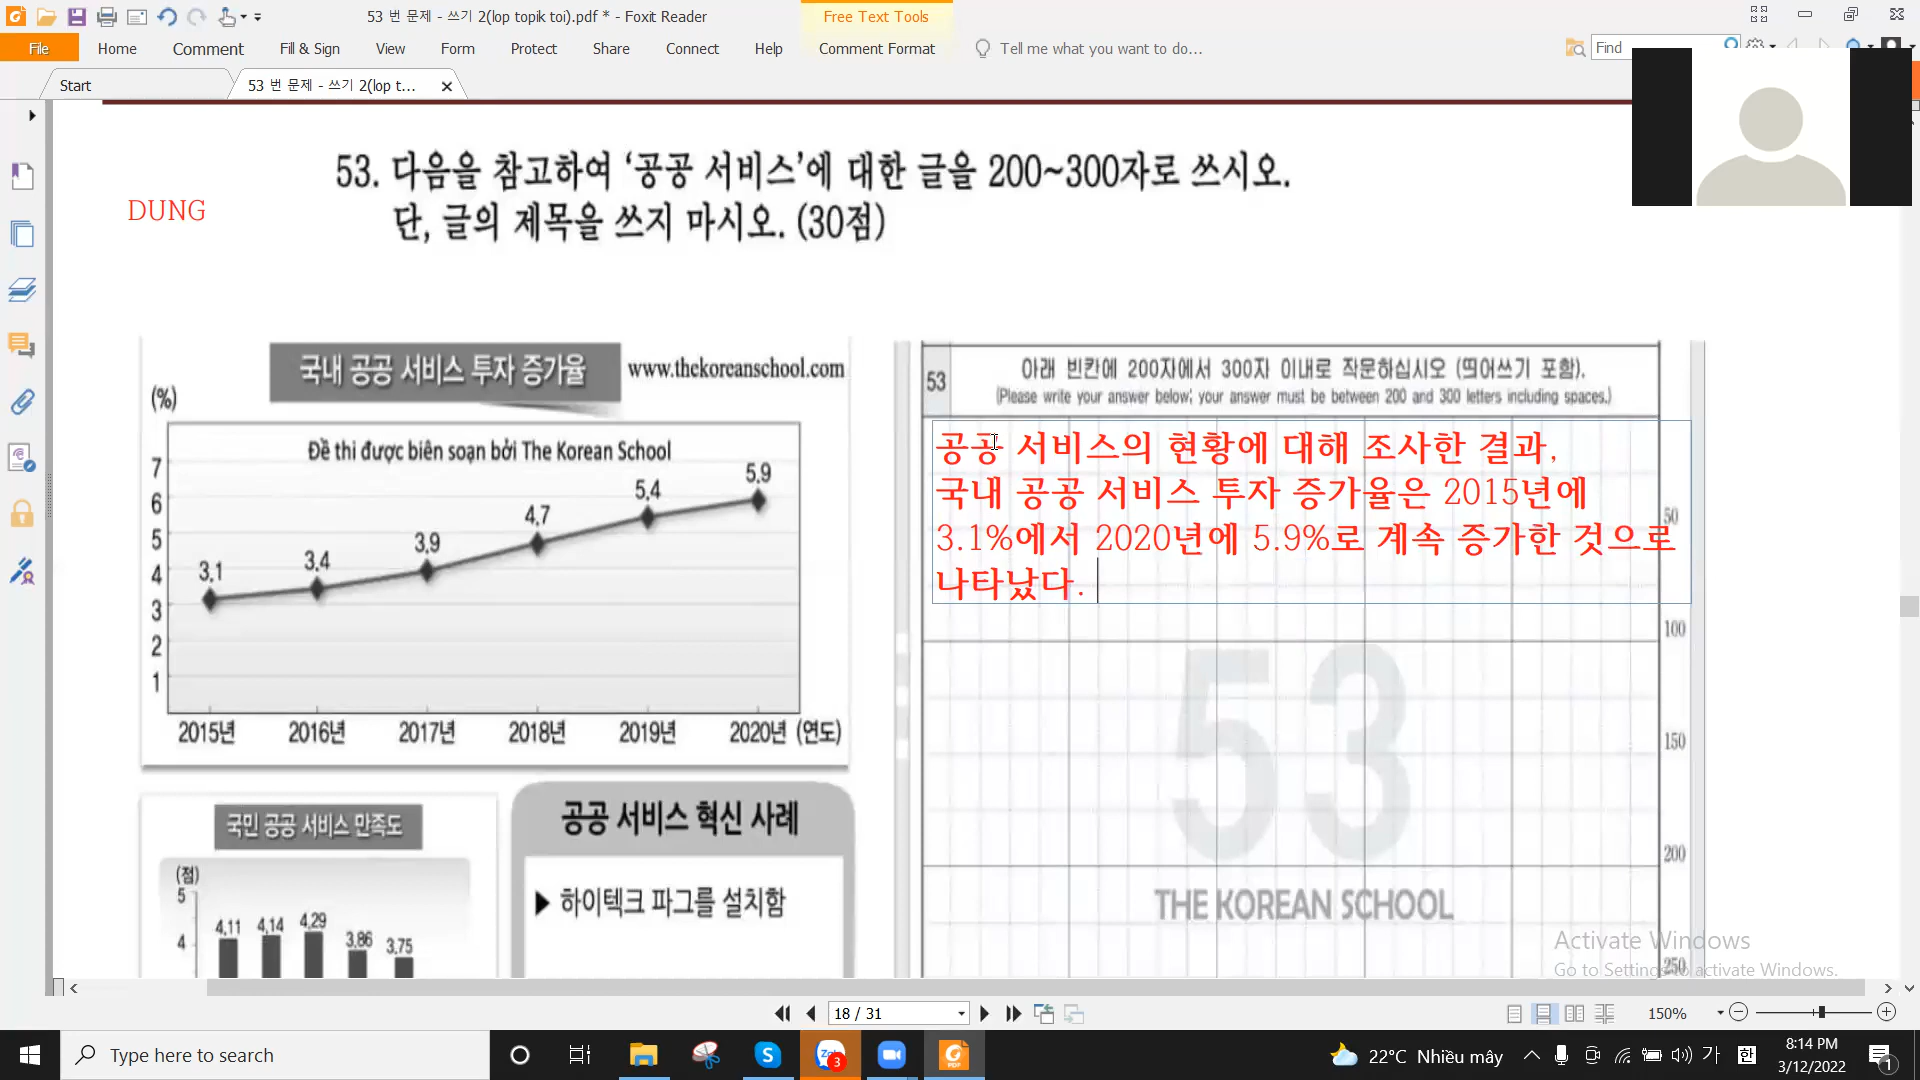 53 번 문제 - 쓰기 2(lop topik toi).pdf * - Foxit Reader
Free Text Tools
File Home Comment Fill & Sign View Form Protect Share Connect Help Comment Format Tell me what you want to do... Find
Start
53 번 문제 - 쓰기 2(lop t...
DUNG
53. 다음을 참고하여 ‘공공 서비스’에 대한 글을 200~300자로 쓰시오.
단, 글의 제목을 쓰지 마시오. (30점)
국내 공공 서비스 투자 증가율
www.thekoreanschool.com
(%)
Đề thi được biên soạn bởi The Korean School
7
6
5
4
3
2
1
3.1
3.4
3.9
4.7
5.4
5.9
2015년 2016년 2017년 2018년 2019년 2020년 (연도)
국민 공공 서비스 만족도
(점)
5
4
4.11 4.14 4.29 3.86 3.75
공공 서비스 혁신 사례
▶ 하이텍크 파그를 설치함
53
아래 빈칸에 200자에서 300자 이내로 작문하십시오 (띄어쓰기 포함).
(Please write your answer below; your answer must be between 200 and 300 letters including spaces.)
공공 서비스의 현황에 대해 조사한 결과,
국내 공공 서비스 투자 증가율은 2015년에
3.1%에서 2020년에 5.9%로 계속 증가한 것으로
나타났다.
50
100
150
200
250
53
THE KOREAN SCHOOL
Activate Windows
Go to Settings to activate Windows.
18 / 31
150%
Type here to search
3
22°C Nhiều mây
가
한
8:14 PM
3/12/2022
1